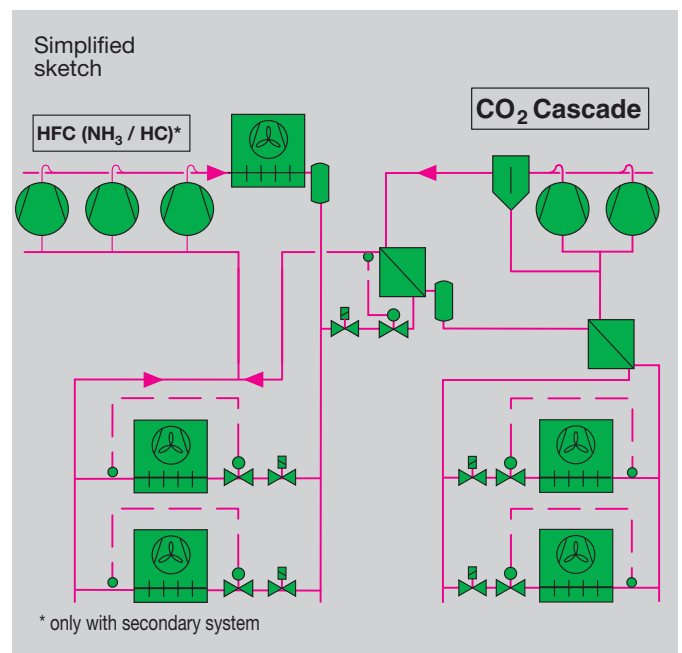 Simplified
sketch
HFC (NH₃ / HC)*
CO₂ Cascade
* only with secondary system